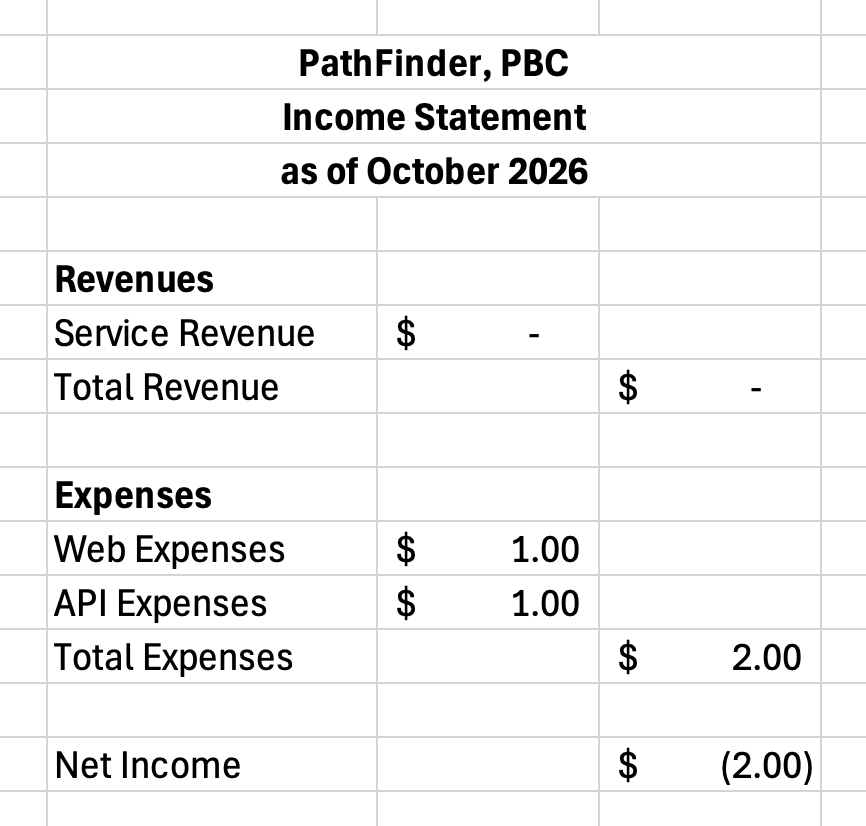 PathFinder, PBC
Income Statement
as of October 2026
Revenues
Service Revenue $ -
Total Revenue $ -
Expenses
Web Expenses $ 1.00
API Expenses $ 1.00
Total Expenses $ 2.00
Net Income $ (2.00)